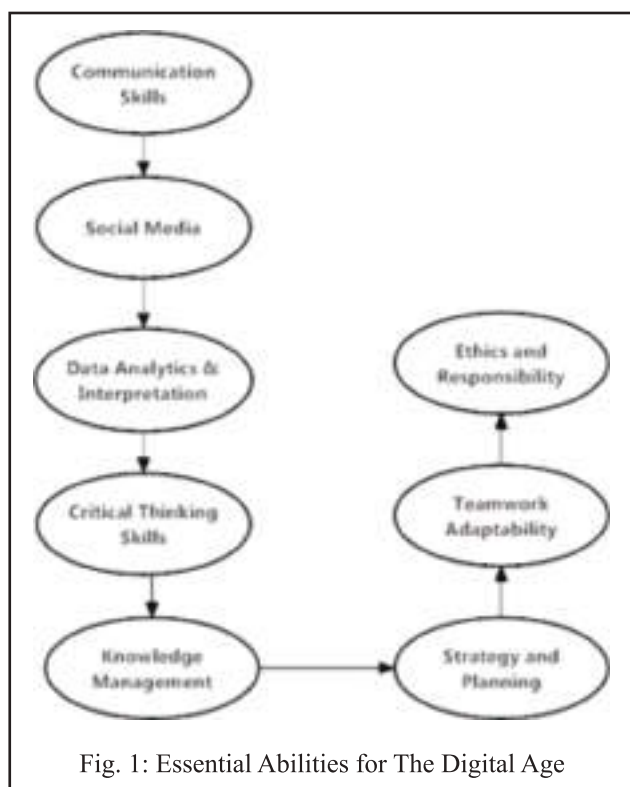 Communication
Skills
Social Media
Data Analytics &
Interpretation
Critical Thinking
Skills
Knowledge
Management
Strategy and
Planning
Teamwork
Adaptability
Ethics and
Responsibility
Fig. 1: Essential Abilities for The Digital Age